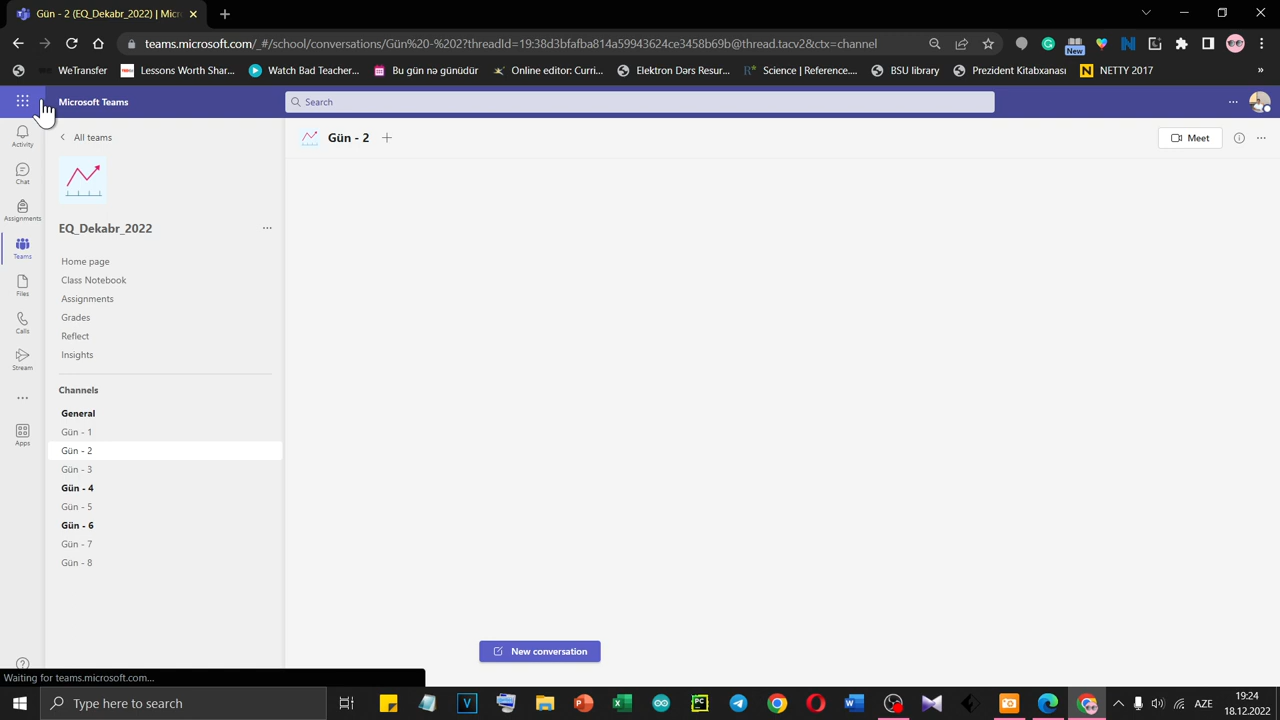 Gün - 2 (EQ_Dekabr_2022) | Micr
teams.microsoft.com/_#/school/conversations/Gün%20-%202?threadId=19:38d3bfafba814a59943624ce3458b69b@thread.tacv2&ctx=channel
New
WeTransfer
Lessons Worth Shar...
Watch Bad Teacher...
Bu gün nə günüdür
Online editor: Curri...
Elektron Dərs Resur...
Science | Reference...
BSU library
Prezident Kitabxanası
NETTY 2017
»
Microsoft Teams
Search
Activity
Chat
Assignments
Teams
Files
Calls
Stream
Apps
All teams
EQ_Dekabr_2022
Home page
Class Notebook
Assignments
Grades
Reflect
Insights
Channels
General
Gün - 1
Gün - 2
Gün - 3
Gün - 4
Gün - 5
Gün - 6
Gün - 7
Gün - 8
Gün - 2
Meet
New conversation
Waiting for teams.microsoft.com...
Type here to search
AZE
19:24
18.12.2022